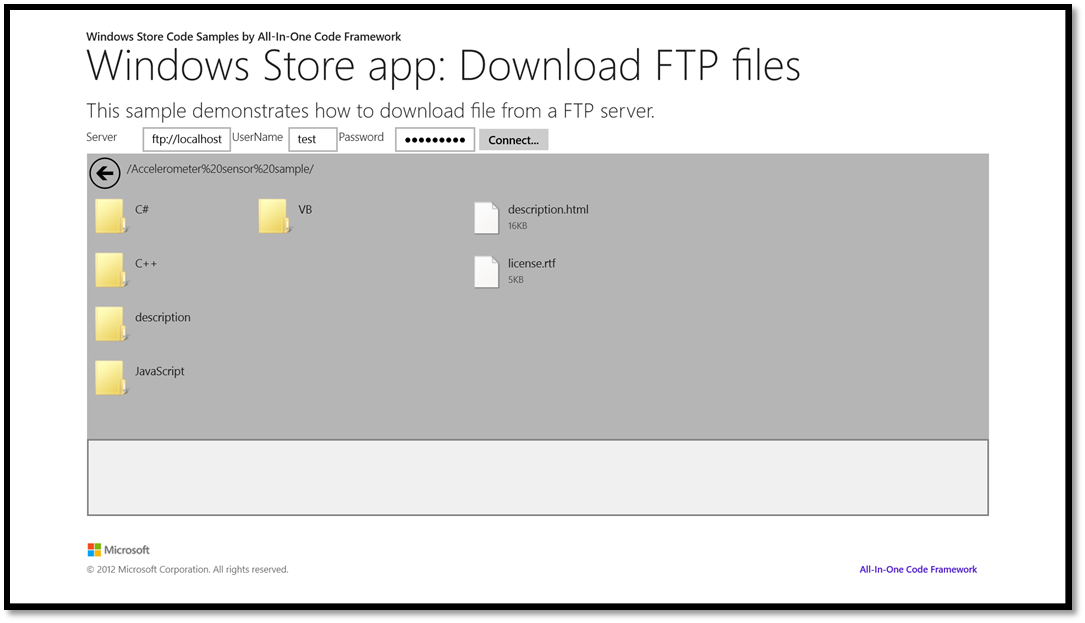 Windows Store Code Samples by All-In-One Code Framework
Windows Store app: Download FTP files
This sample demonstrates how to download file from a FTP server.
Server ftp://localhost UserName test Password ●●●●●●●●● Connect...
/Accelerometer%20sensor%20sample/
C# VB description.html
16KB
C++ license.rtf
5KB
description
JavaScript
Microsoft
© 2012 Microsoft Corporation. All rights reserved. All-In-One Code Framework